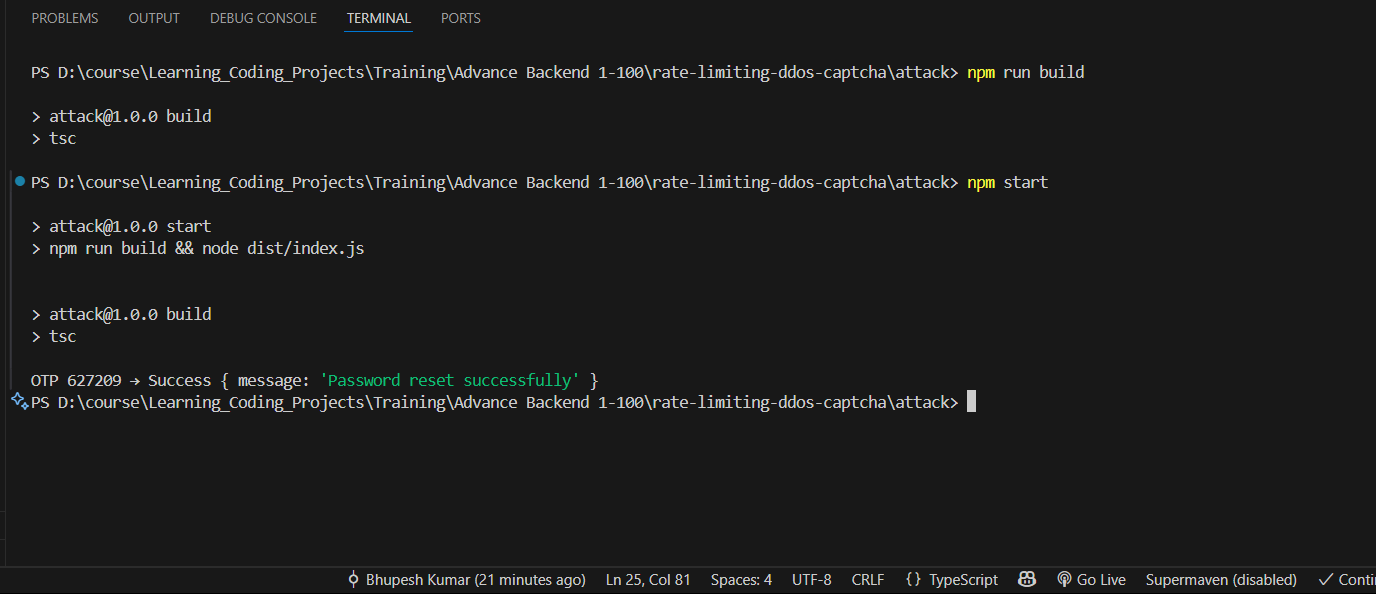 PROBLEMS OUTPUT DEBUG CONSOLE TERMINAL PORTS
PS D:\course\Learning_Coding_Projects\Training\Advance Backend 1-100\rate-limiting-ddos-captcha\attack> npm run build
> attack@1.0.0 build
> tsc
PS D:\course\Learning_Coding_Projects\Training\Advance Backend 1-100\rate-limiting-ddos-captcha\attack> npm start
> attack@1.0.0 start
> npm run build && node dist/index.js
> attack@1.0.0 build
> tsc
OTP 627209 → Success { message: 'Password reset successfully' }
PS D:\course\Learning_Coding_Projects\Training\Advance Backend 1-100\rate-limiting-ddos-captcha\attack>
Bhupesh Kumar (21 minutes ago) Ln 25, Col 81 Spaces: 4 UTF-8 CRLF {} TypeScript Go Live Supermaven (disabled) ✓ Conti